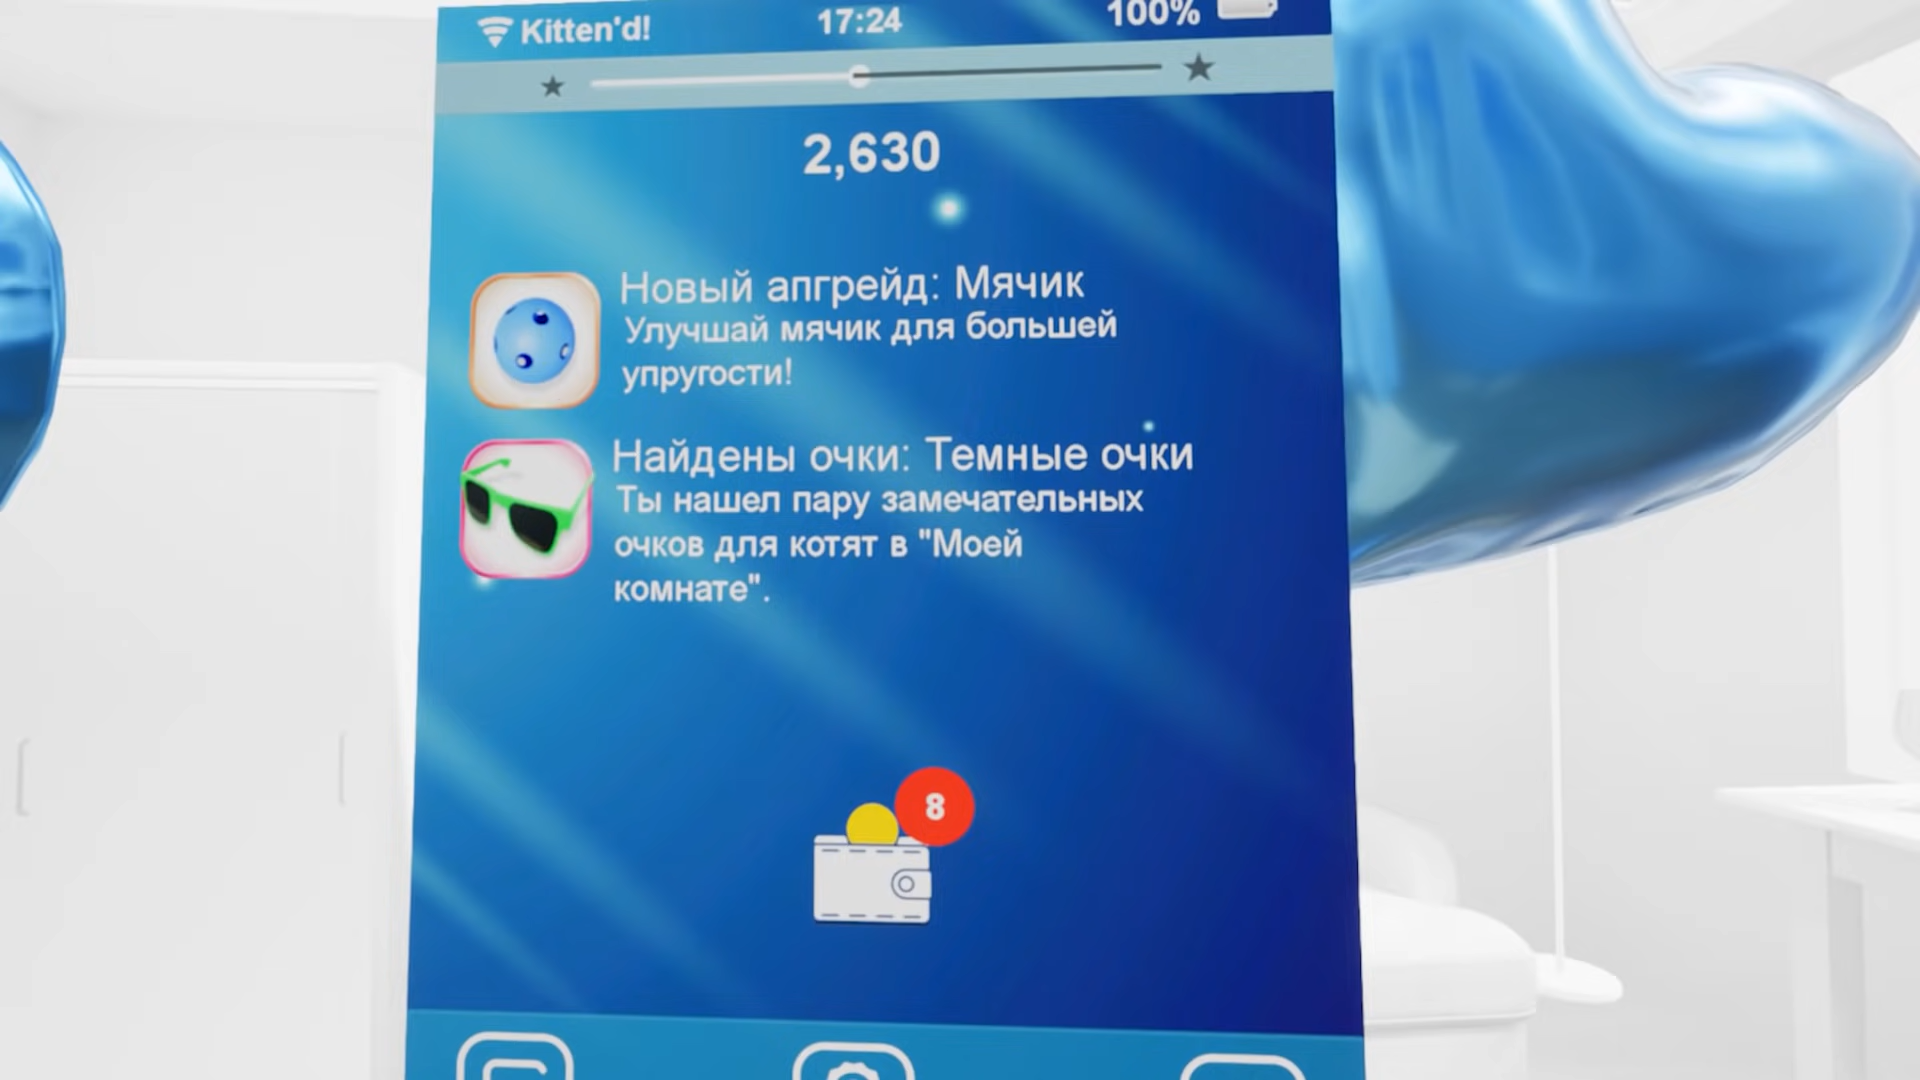 Kitten'd! 17:24 100%
2,630
Новый апгрейд: Мячик
Улучшай мячик для большей
упругости!
Найдены очки: Темные очки
Ты нашел пару замечательных
очков для котят в "Моей
комнате".
8